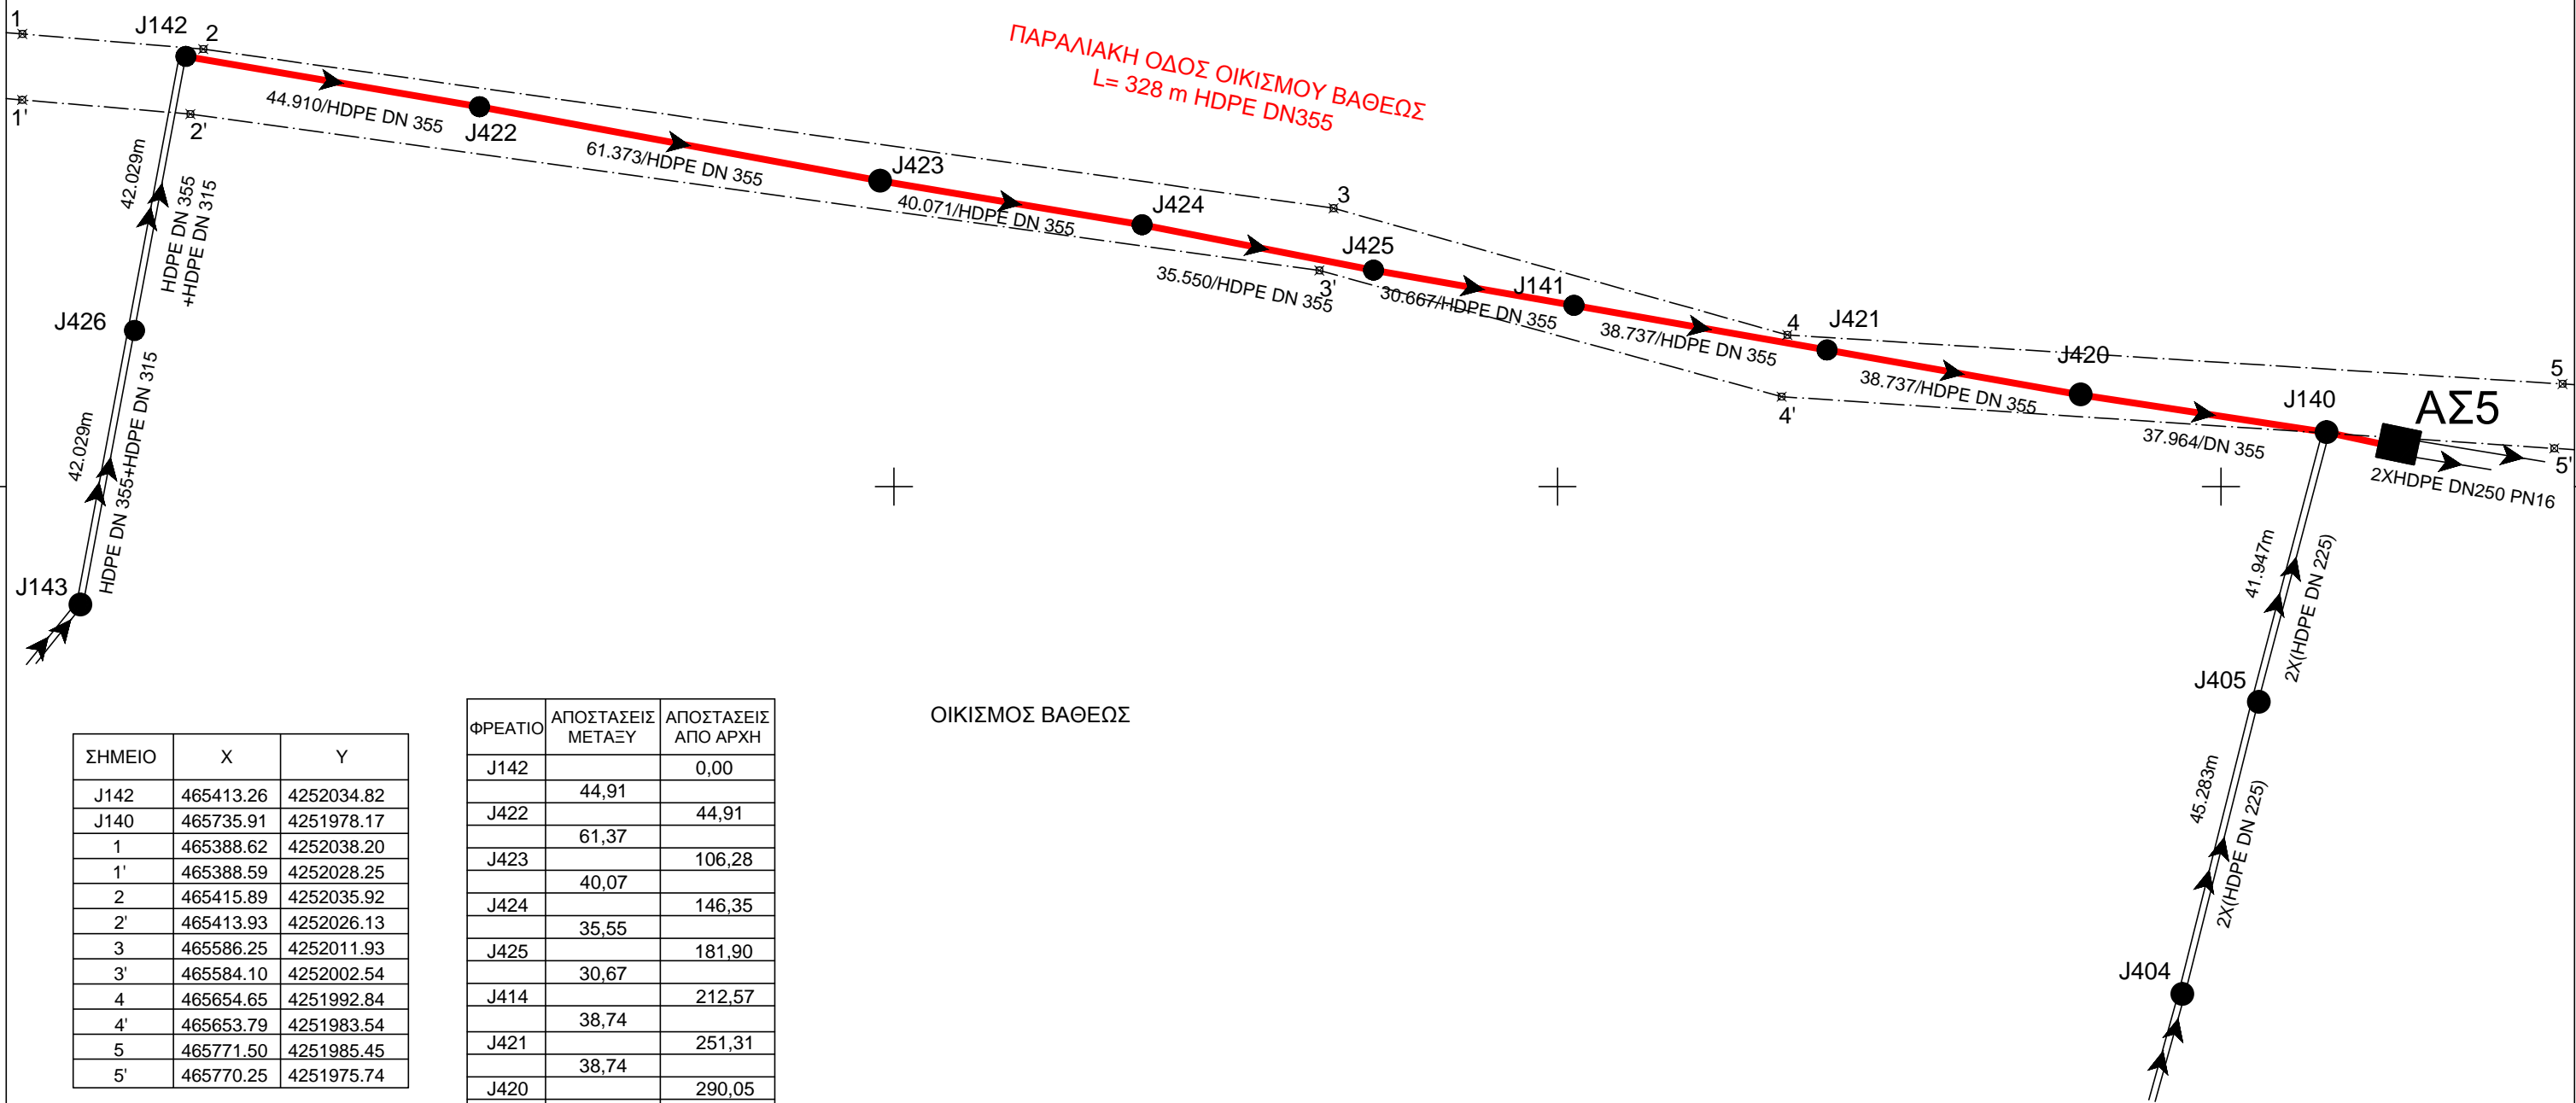 1
J142
2
ΠΑΡΑΛΙΑΚΗ ΟΔΟΣ ΟΙΚΙΣΜΟΥ ΒΑΘΕΩΣ
L= 328 m HDPE DN355
1'
2'
44.910/HDPE DN 355
J422
61.373/HDPE DN 355
J423
40.071/HDPE DN 355
J424
3
35.550/HDPE DN 355
J425
3'
30.667/HDPE DN 355
J141
38.737/HDPE DN 355
4
J421
4'
38.737/HDPE DN 355
J420
37.964/DN 355
J140
5
ΑΣ5
5'
2XHDPE DN250 PN16
42.029m
HDPE DN 355
+HDPE DN 315
J426
42.029m
HDPE DN 355+HDPE DN 315
J143
41.947m
2X(HDPE DN 225)
J405
45.283m
2X(HDPE DN 225)
J404
ΟΙΚΙΣΜΟΣ ΒΑΘΕΩΣ
ΣΗΜΕΙΟ X Y
J142 465413.26 4252034.82
J140 465735.91 4251978.17
1 465388.62 4252038.20
1' 465388.59 4252028.25
2 465415.89 4252035.92
2' 465413.93 4252026.13
3 465586.25 4252011.93
3' 465584.10 4252002.54
4 465654.65 4251992.84
4' 465653.79 4251983.54
5 465771.50 4251985.45
5' 465770.25 4251975.74
ΦΡΕΑΤΙΟ ΑΠΟΣΤΑΣΕΙΣ ΜΕΤΑΞΥ ΑΠΟΣΤΑΣΕΙΣ ΑΠΟ ΑΡΧΗ
J142 0,00
44,91
J422 44,91
61,37
J423 106,28
40,07
J424 146,35
35,55
J425 181,90
30,67
J414 212,57
38,74
J421 251,31
38,74
J420 290,05